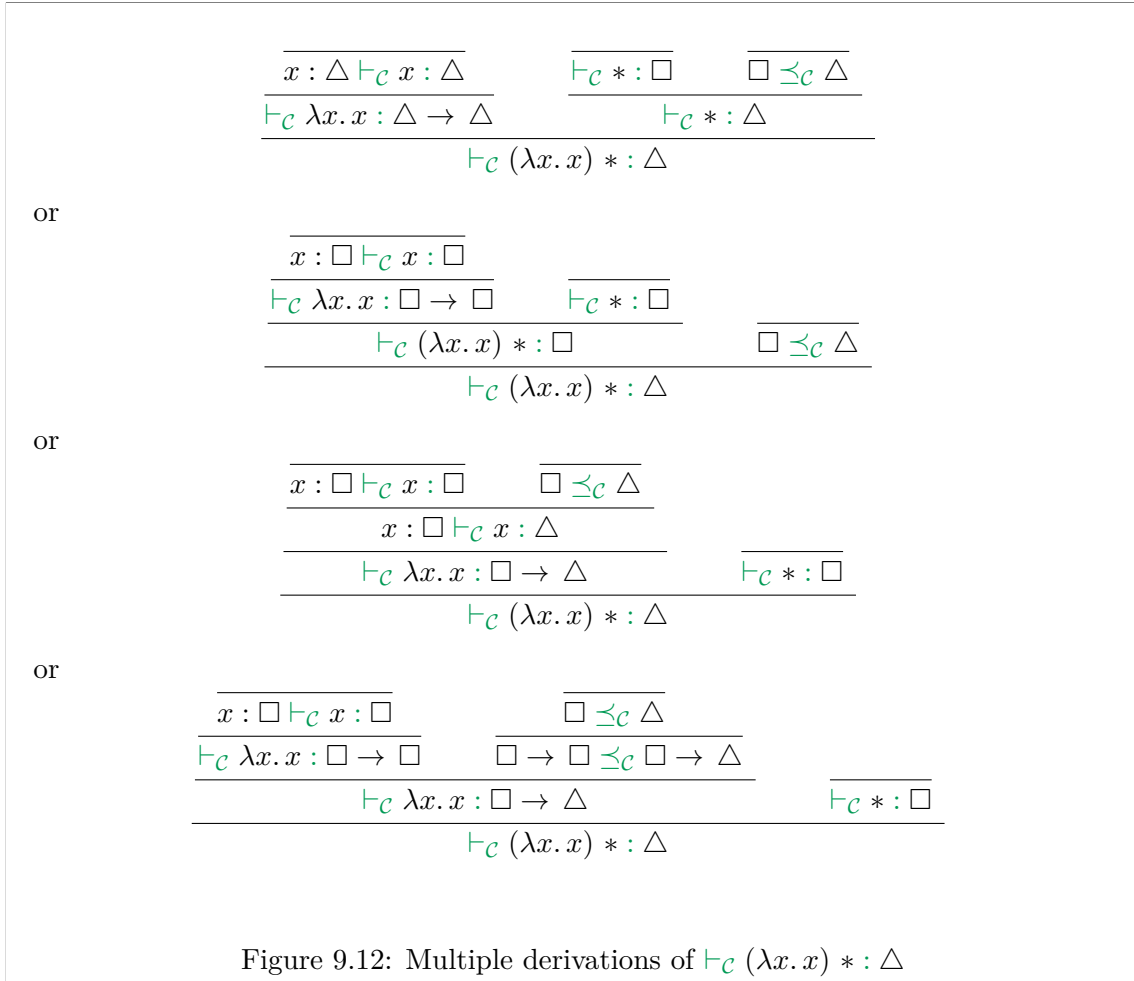 x : △ ⊢𝒞 x : △ ⊢𝒞 ∗ : □ □ ⪯𝒞 △
⊢𝒞 λx. x : △ → △ ⊢𝒞 ∗ : △
⊢𝒞 (λx. x) ∗ : △
or
x : □ ⊢𝒞 x : □
⊢𝒞 λx. x : □ → □ ⊢𝒞 ∗ : □
⊢𝒞 (λx. x) ∗ : □ □ ⪯𝒞 △
⊢𝒞 (λx. x) ∗ : △
or
x : □ ⊢𝒞 x : □ □ ⪯𝒞 △
x : □ ⊢𝒞 x : △
⊢𝒞 λx. x : □ → △ ⊢𝒞 ∗ : □
⊢𝒞 (λx. x) ∗ : △
or
x : □ ⊢𝒞 x : □ □ ⪯𝒞 △
⊢𝒞 λx. x : □ → □ □ → □ ⪯𝒞 □ → △
⊢𝒞 λx. x : □ → △ ⊢𝒞 ∗ : □
⊢𝒞 (λx. x) ∗ : △
Figure 9.12: Multiple derivations of ⊢𝒞 (λx. x) ∗ : △